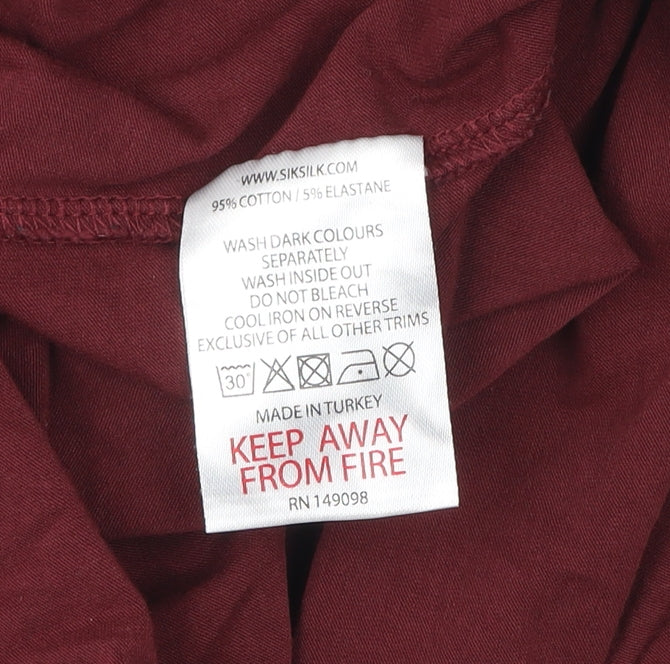 WWW.SIKSILK.COM
95% COTTON / 5% ELASTANE
WASH DARK COLOURS
SEPARATELY
WASH INSIDE OUT
DO NOT BLEACH
COOL IRON ON REVERSE
EXCLUSIVE OF ALL OTHER TRIMS
30°
MADE IN TURKEY
KEEP AWAY
FROM FIRE
RN 149098